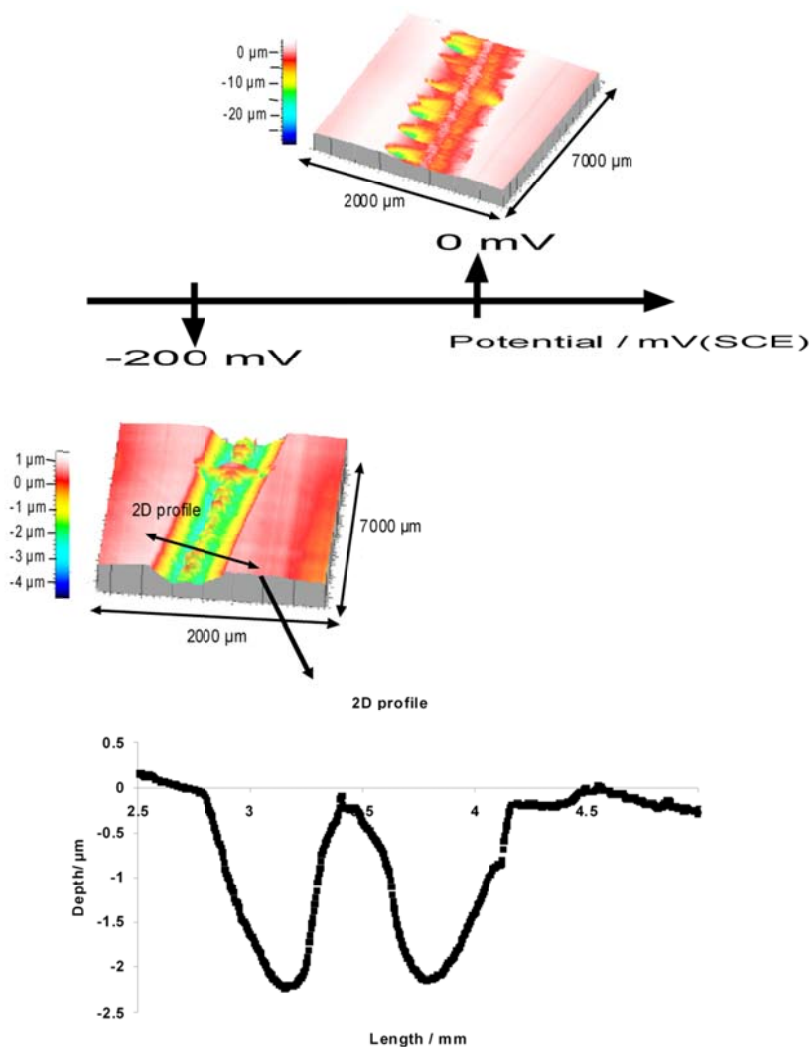 0 µm
-10 µm
-20 µm
2000 µm
7000 µm
0 mV
-200 mV
Potential / mV(SCE)
1 µm
0 µm
-1 µm
-2 µm
-3 µm
-4 µm
2D profile
7000 µm
2000 µm
2D profile
0.5
0
-0.5
-1
-1.5
-2
-2.5
Depth/ µm
2.5
3
3.5
4
4.5
Length / mm